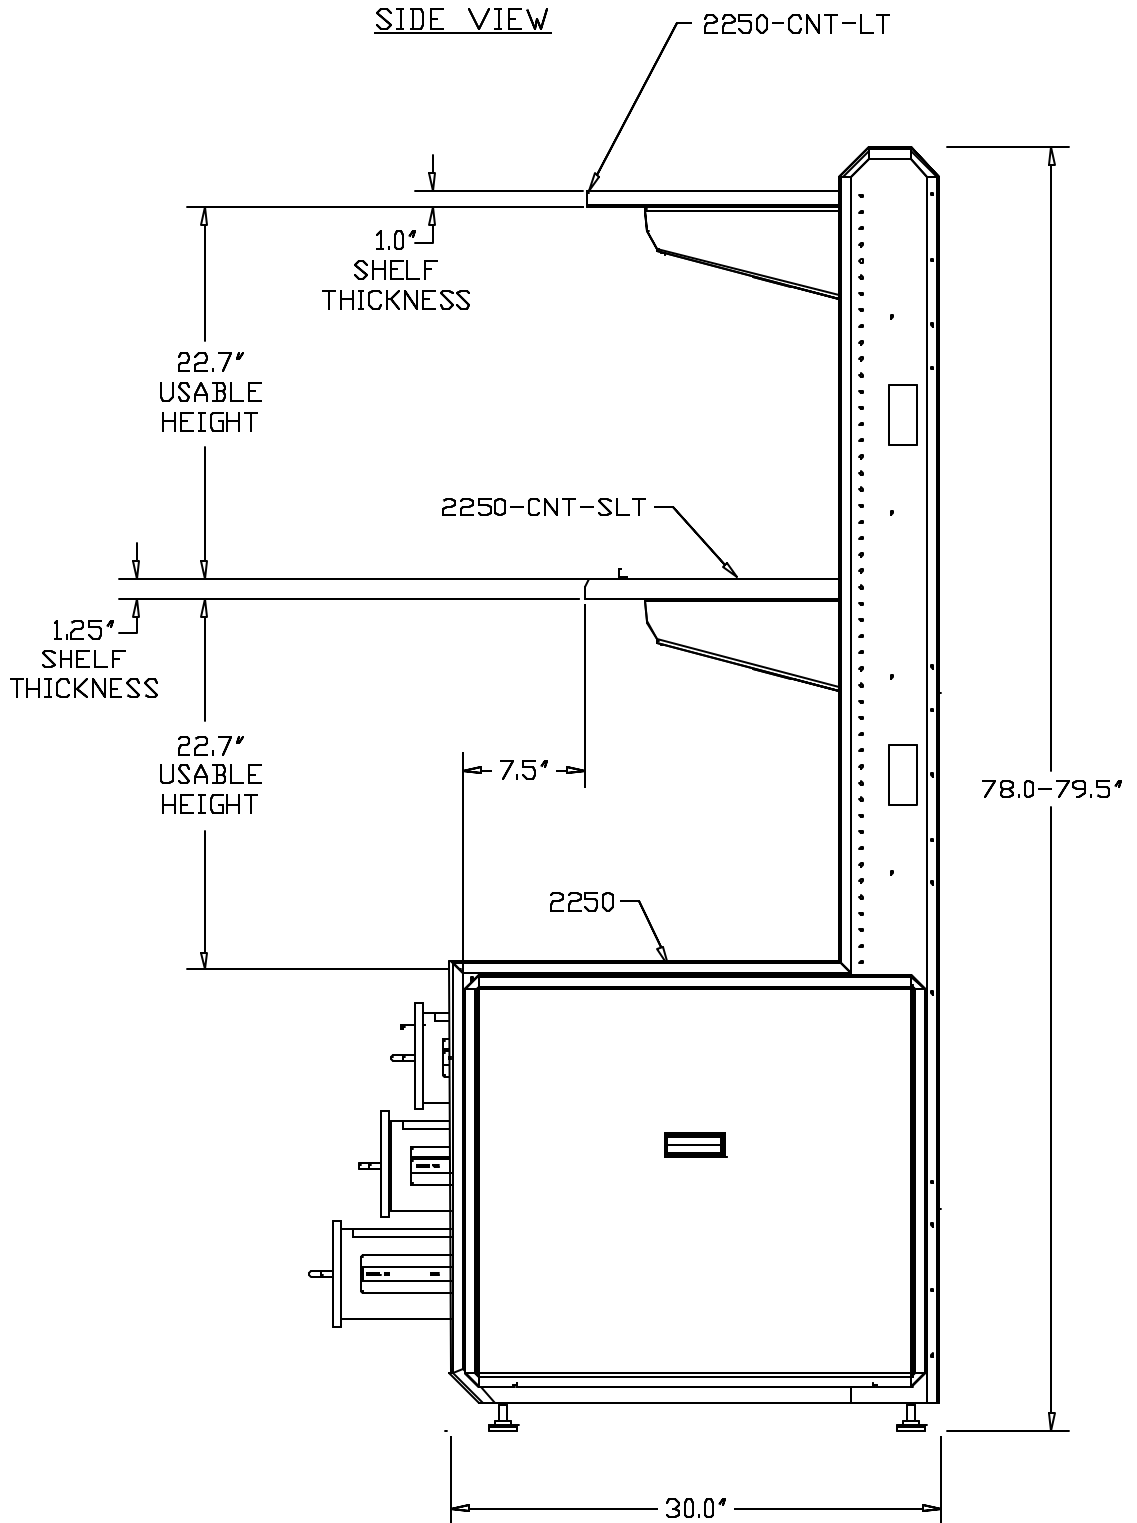 SIDE VIEW
2250-CNT-LT
1.0"
SHELF
THICKNESS
22.7"
USABLE
HEIGHT
2250-CNT-SLT
1.25"
SHELF
THICKNESS
22.7"
USABLE
HEIGHT
7.5"
78.0-79.5"
2250
30.0"